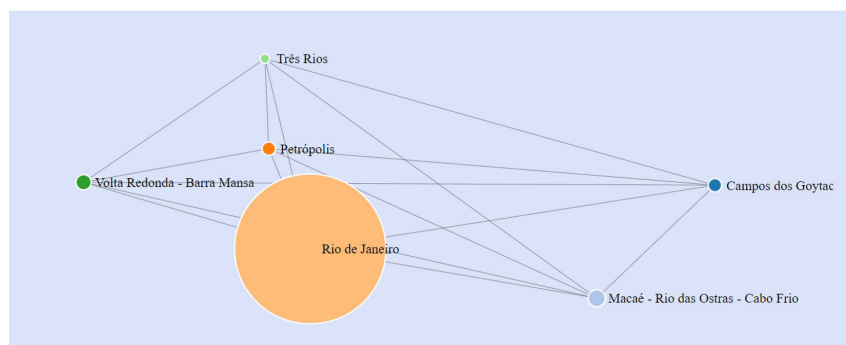 Três Rios
Petrópolis
Volta Redonda - Barra Mansa
Campos dos Goytac
Rio de Janeiro
Macaé - Rio das Ostras - Cabo Frio